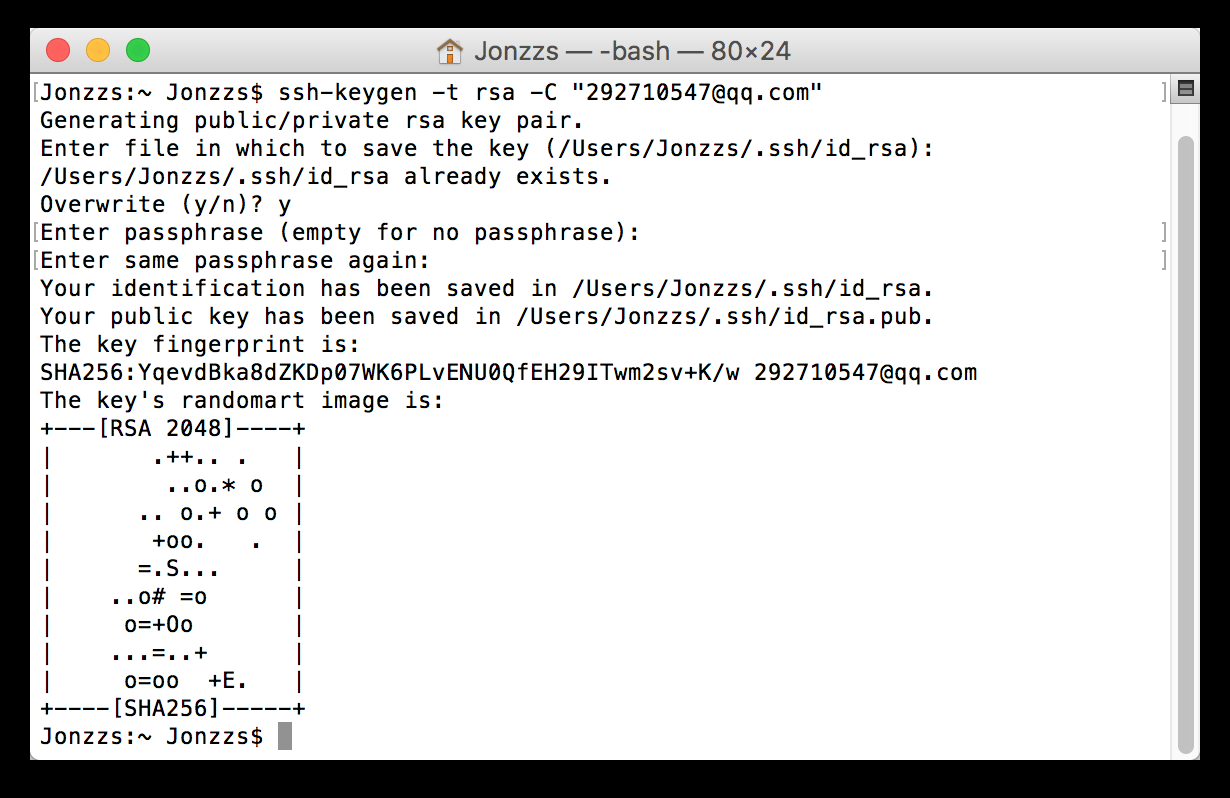 Jonzzs — -bash — 80×24
Jonzzs:~ Jonzzs$ ssh-keygen -t rsa -C "292710547@qq.com"
Generating public/private rsa key pair.
Enter file in which to save the key (/Users/Jonzzs/.ssh/id_rsa):
/Users/Jonzzs/.ssh/id_rsa already exists.
Overwrite (y/n)? y
Enter passphrase (empty for no passphrase):
Enter same passphrase again:
Your identification has been saved in /Users/Jonzzs/.ssh/id_rsa.
Your public key has been saved in /Users/Jonzzs/.ssh/id_rsa.pub.
The key fingerprint is:
SHA256:YqevdBka8dZKDp07WK6PLvENU0QfEH29ITwm2sv+K/w 292710547@qq.com
The key's randomart image is:
+---[RSA 2048]----+
|       .++.. .   |
|        ..o.* o  |
|      .. o.+ o o |
|       +oo.   .  |
|      =.S...     |
|    ..o# =o      |
|     o=+Oo       |
|    ...=..+      |
|     o=oo  +E.   |
+----[SHA256]-----+
Jonzzs:~ Jonzzs$